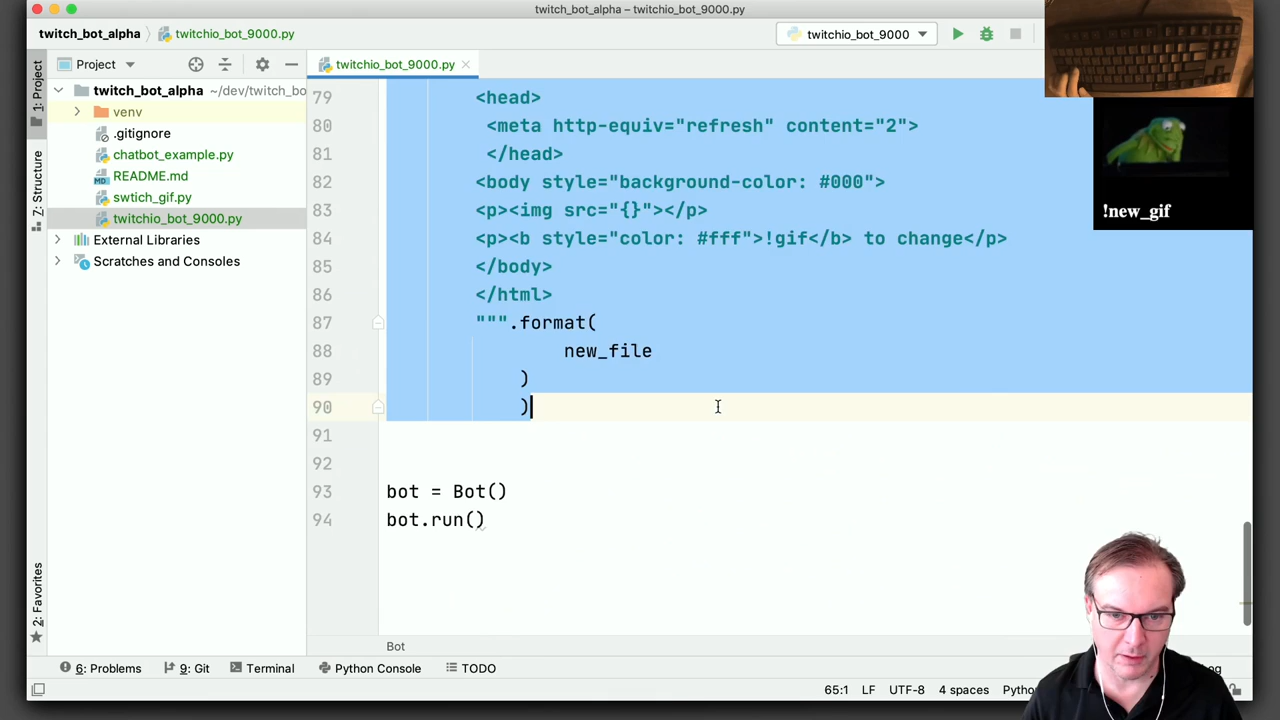 twitch_bot_alpha – twitchio_bot_9000.py
twitch_bot_alpha
twitchio_bot_9000.py
twitchio_bot_9000
1: Project
Project
twitchio_bot_9000.py
twitch_bot_alpha ~/dev/twitch_bo
venv
.gitignore
chatbot_example.py
README.md
swtich_gif.py
twitchio_bot_9000.py
External Libraries
Scratches and Consoles
Z: Structure
2: Favorites
79 <head>
80 <meta http-equiv="refresh" content="2">
81 </head>
82 <body style="background-color: #000">
83 <p><img src="{}"></p>
84 <p><b style="color: #fff">!gif</b> to change</p>
85 </body>
86 </html>
87 """.format(
88 new_file
89 )
90 )
91
92
93 bot = Bot()
94 bot.run()
!new_gif
Bot
6: Problems
9: Git
Terminal
Python Console
TODO
65:1 LF UTF-8 4 spaces Pytho